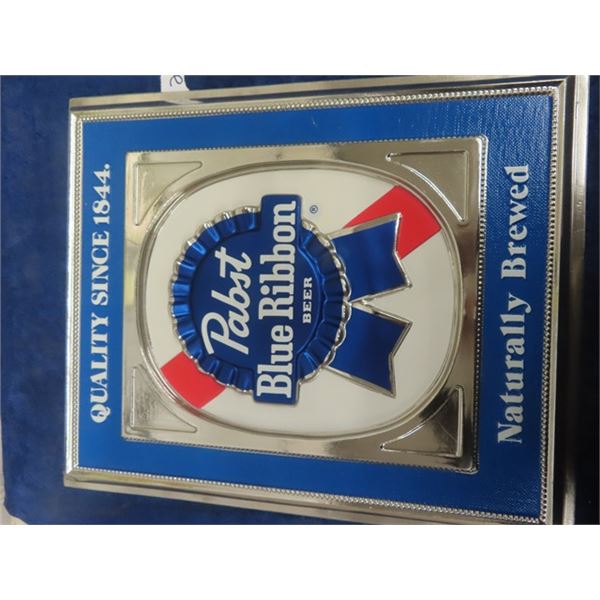 QUALITY SINCE 1844.
Pabst
Blue Ribbon
®
BEER
Naturally Brewed